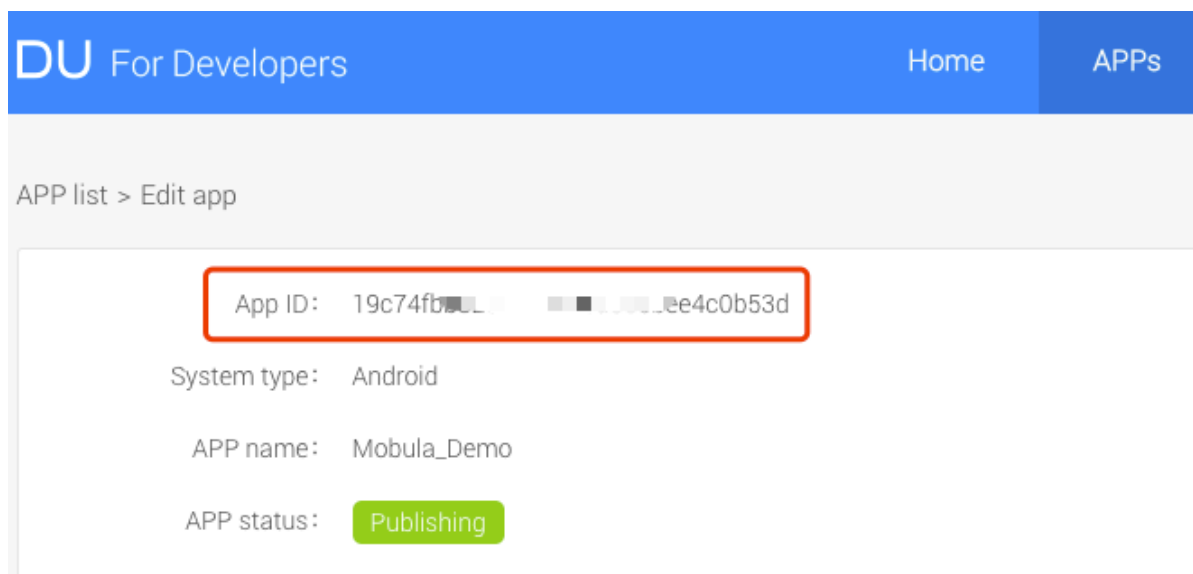 DU For Developers Home APPs
APP list > Edit app
App ID:
System type: Android
APP name: Mobula_Demo
APP status: Publishing